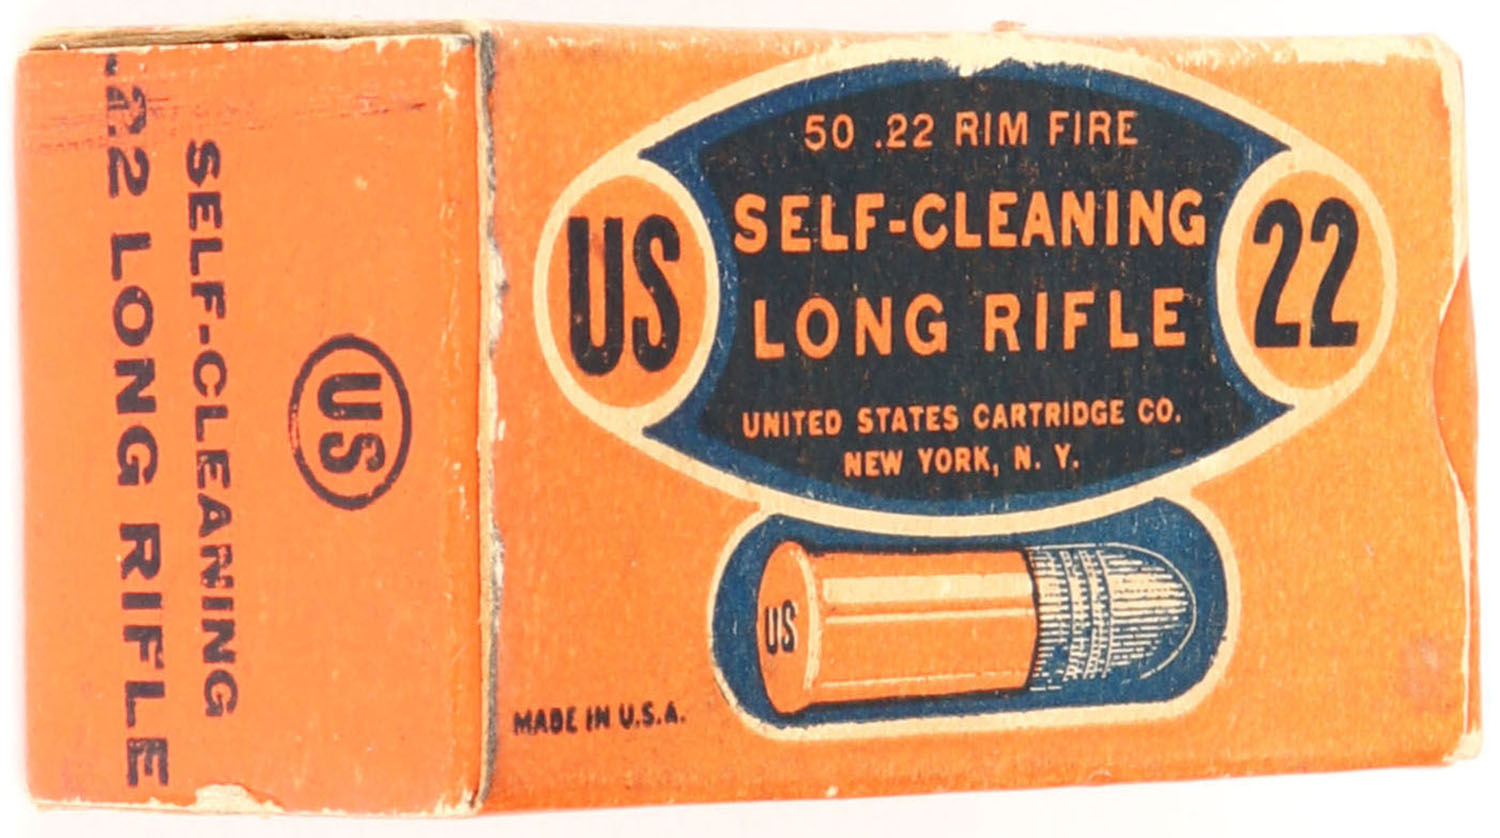 .22 LONG RIFLE
SELF-CLEANING
US
50 .22 RIM FIRE
SELF-CLEANING
LONG RIFLE
US
22
UNITED STATES CARTRIDGE CO.
NEW YORK, N. Y.
US
MADE IN U.S.A.